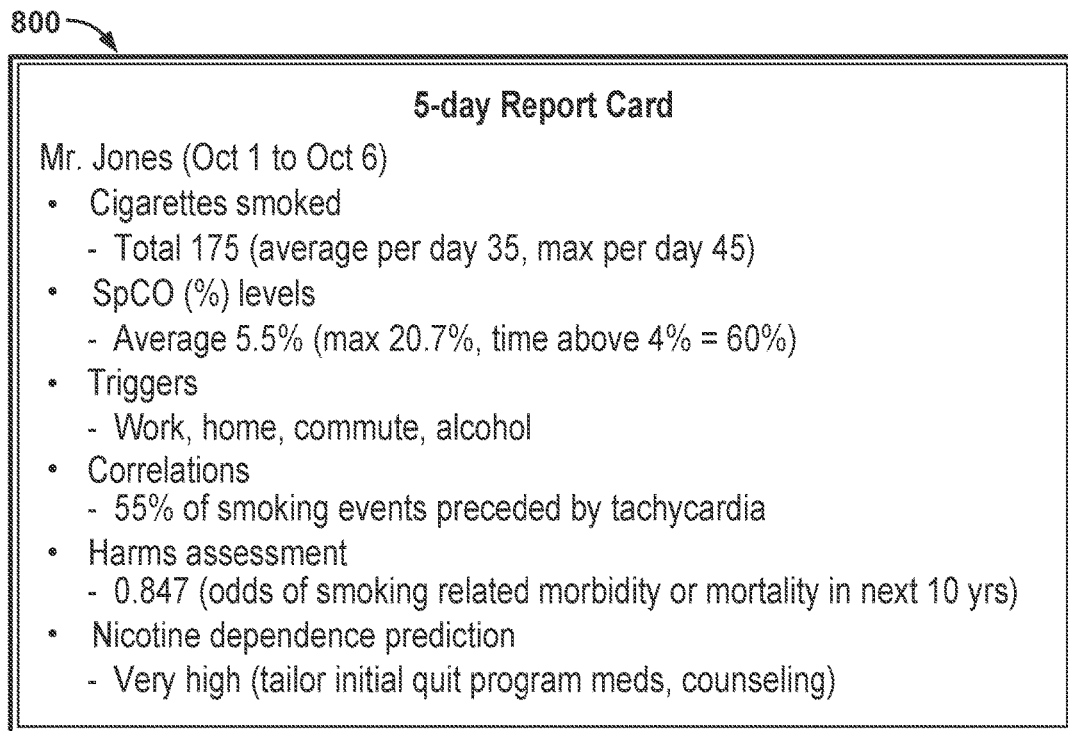 800
5-day Report Card
Mr. Jones (Oct 1 to Oct 6)
• Cigarettes smoked
- Total 175 (average per day 35, max per day 45)
• SpCO (%) levels
- Average 5.5% (max 20.7%, time above 4% = 60%)
• Triggers
- Work, home, commute, alcohol
• Correlations
- 55% of smoking events preceded by tachycardia
• Harms assessment
- 0.847 (odds of smoking related morbidity or mortality in next 10 yrs)
• Nicotine dependence prediction
- Very high (tailor initial quit program meds, counseling)